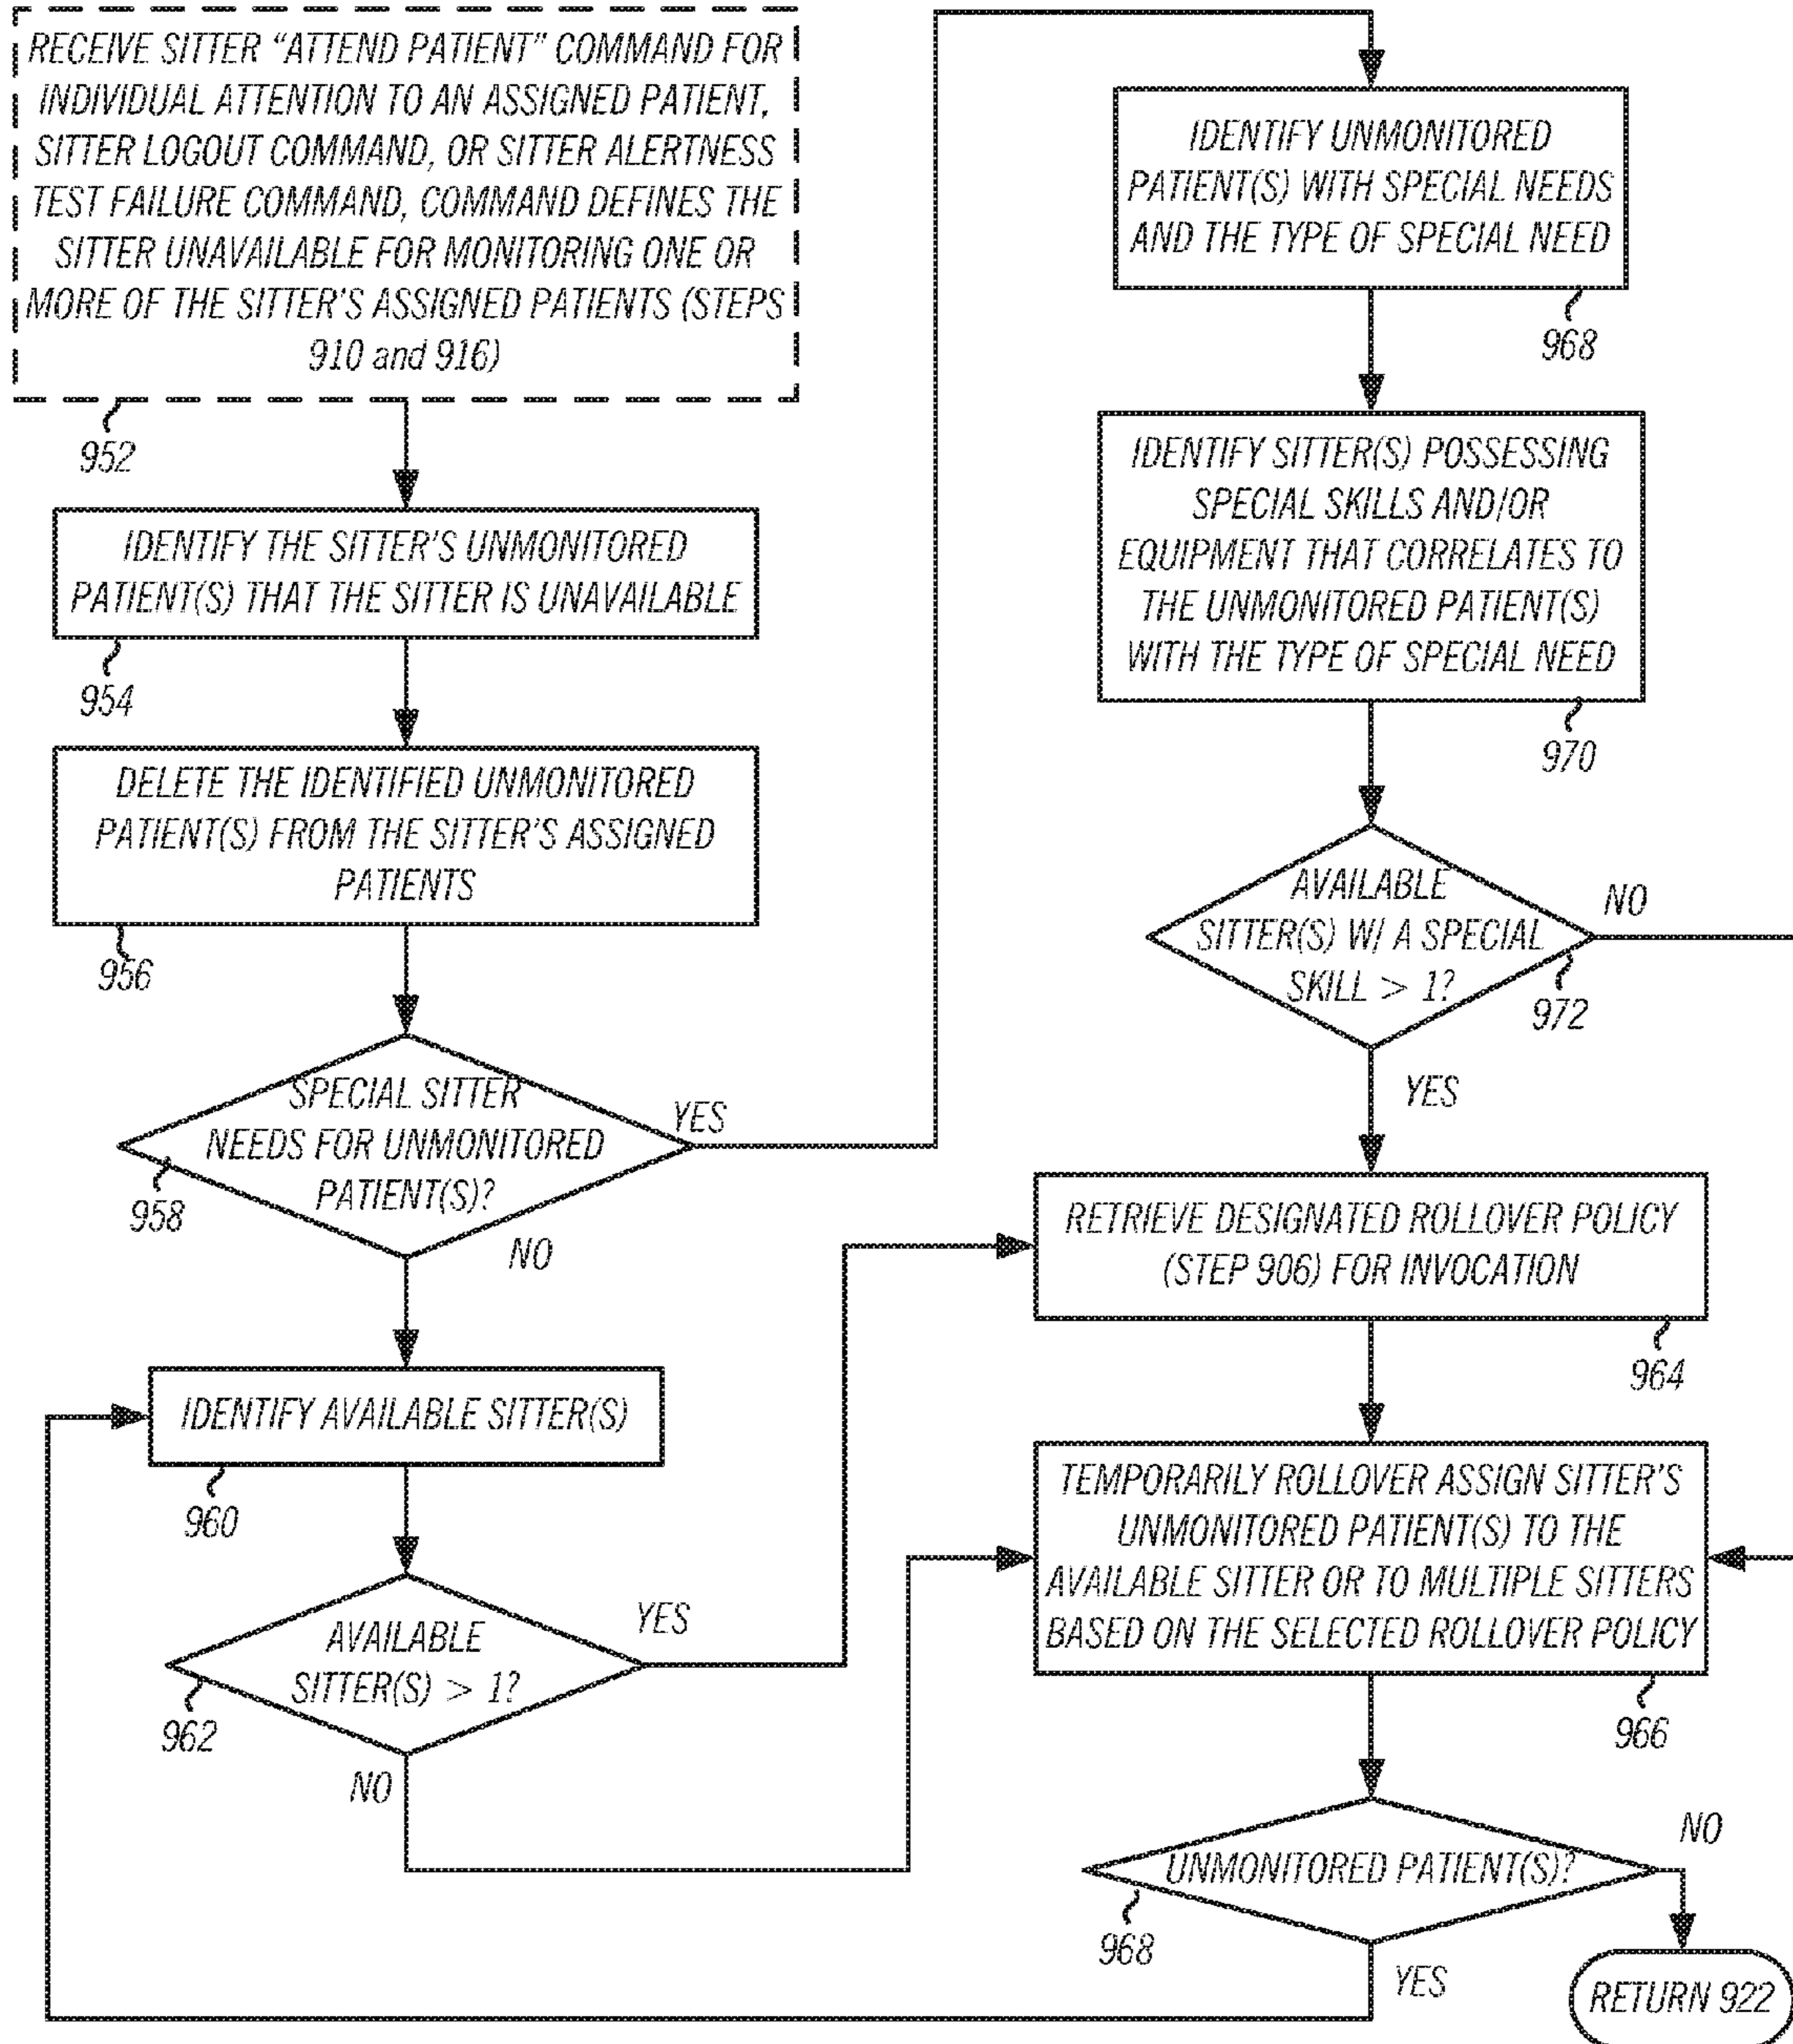 RECEIVE SITTER “ATTEND PATIENT” COMMAND FOR
INDIVIDUAL ATTENTION TO AN ASSIGNED PATIENT,
SITTER LOGOUT COMMAND, OR SITTER ALERTNESS
TEST FAILURE COMMAND, COMMAND DEFINES THE
SITTER UNAVAILABLE FOR MONITORING ONE OR
MORE OF THE SITTER'S ASSIGNED PATIENTS (STEPS
910 and 916)
952
IDENTIFY THE SITTER'S UNMONITORED
PATIENT(S) THAT THE SITTER IS UNAVAILABLE
954
DELETE THE IDENTIFIED UNMONITORED
PATIENT(S) FROM THE SITTER'S ASSIGNED
PATIENTS
956
SPECIAL SITTER
NEEDS FOR UNMONITORED
PATIENT(S)?
958
YES
NO
IDENTIFY AVAILABLE SITTER(S)
960
AVAILABLE
SITTER(S) > 1?
962
YES
NO
IDENTIFY UNMONITORED
PATIENT(S) WITH SPECIAL NEEDS
AND THE TYPE OF SPECIAL NEED
968
IDENTIFY SITTER(S) POSSESSING
SPECIAL SKILLS AND/OR
EQUIPMENT THAT CORRELATES TO
THE UNMONITORED PATIENT(S)
WITH THE TYPE OF SPECIAL NEED
970
AVAILABLE
SITTER(S) W/ A SPECIAL
SKILL > 1?
972
NO
YES
RETRIEVE DESIGNATED ROLLOVER POLICY
(STEP 906) FOR INVOCATION
964
TEMPORARILY ROLLOVER ASSIGN SITTER'S
UNMONITORED PATIENT(S) TO THE
AVAILABLE SITTER OR TO MULTIPLE SITTERS
BASED ON THE SELECTED ROLLOVER POLICY
966
UNMONITORED PATIENT(S)?
968
NO
YES
RETURN 922